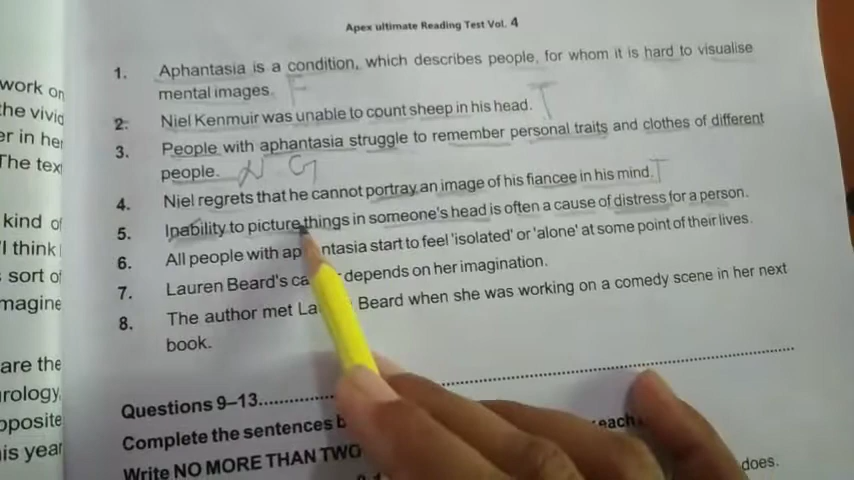 Apex ultimate Reading Test Vol. 4
1. Aphantasia is a condition, which describes people, for whom it is hard to visualise
work on mental images. F
the vivid 2. Niel Kenmuir was unable to count sheep in his head. T
er in her 3. People with aphantasia struggle to remember personal traits and clothes of different
The text people. N G
4. Niel regrets that he cannot portray an image of his fiancee in his mind. T
kind of 5. Inability to picture things in someone's head is often a cause of distress for a person.
I think 6. All people with ap ntasia start to feel 'isolated' or 'alone' at some point of their lives.
sort of 7. Lauren Beard's ca depends on her imagination.
magine 8. The author met La Beard when she was working on a comedy scene in her next
book.
are the
urology, Questions 9–13
opposite Complete the sentences b each
is year Write NO MORE THAN TWO does.